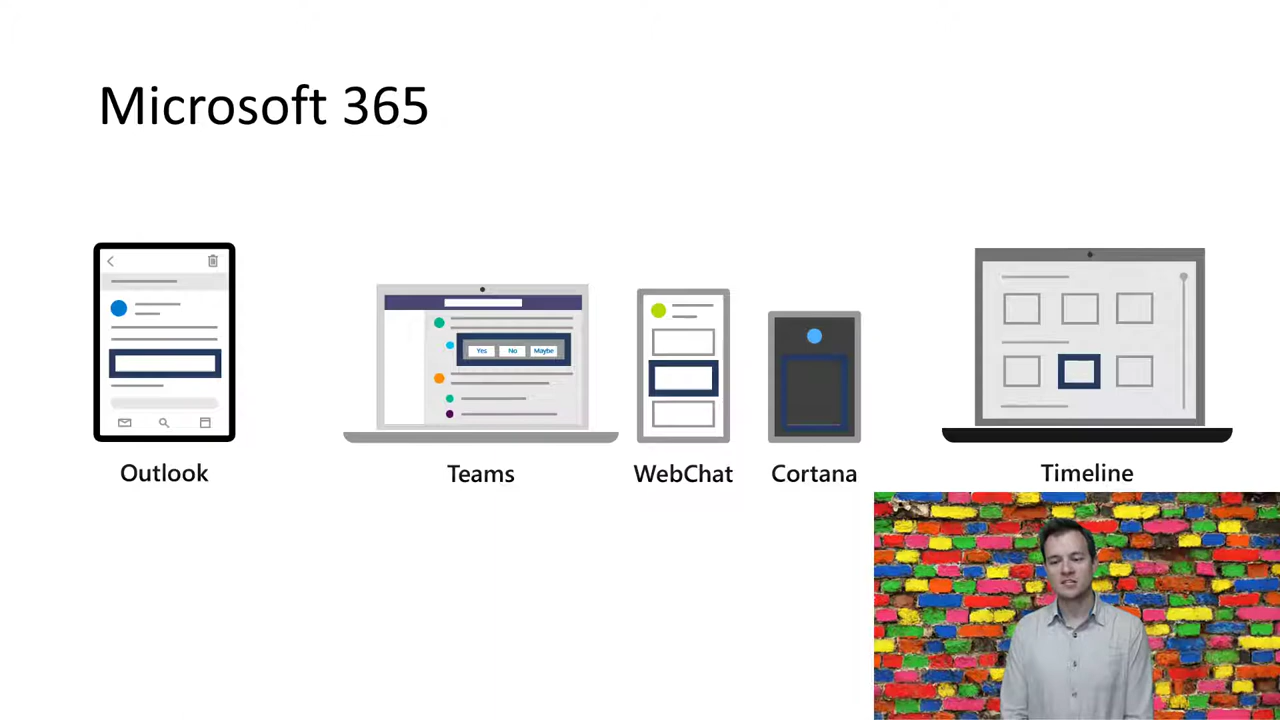 Microsoft 365
Yes No Maybe
Outlook
Teams
WebChat
Cortana
Timeline